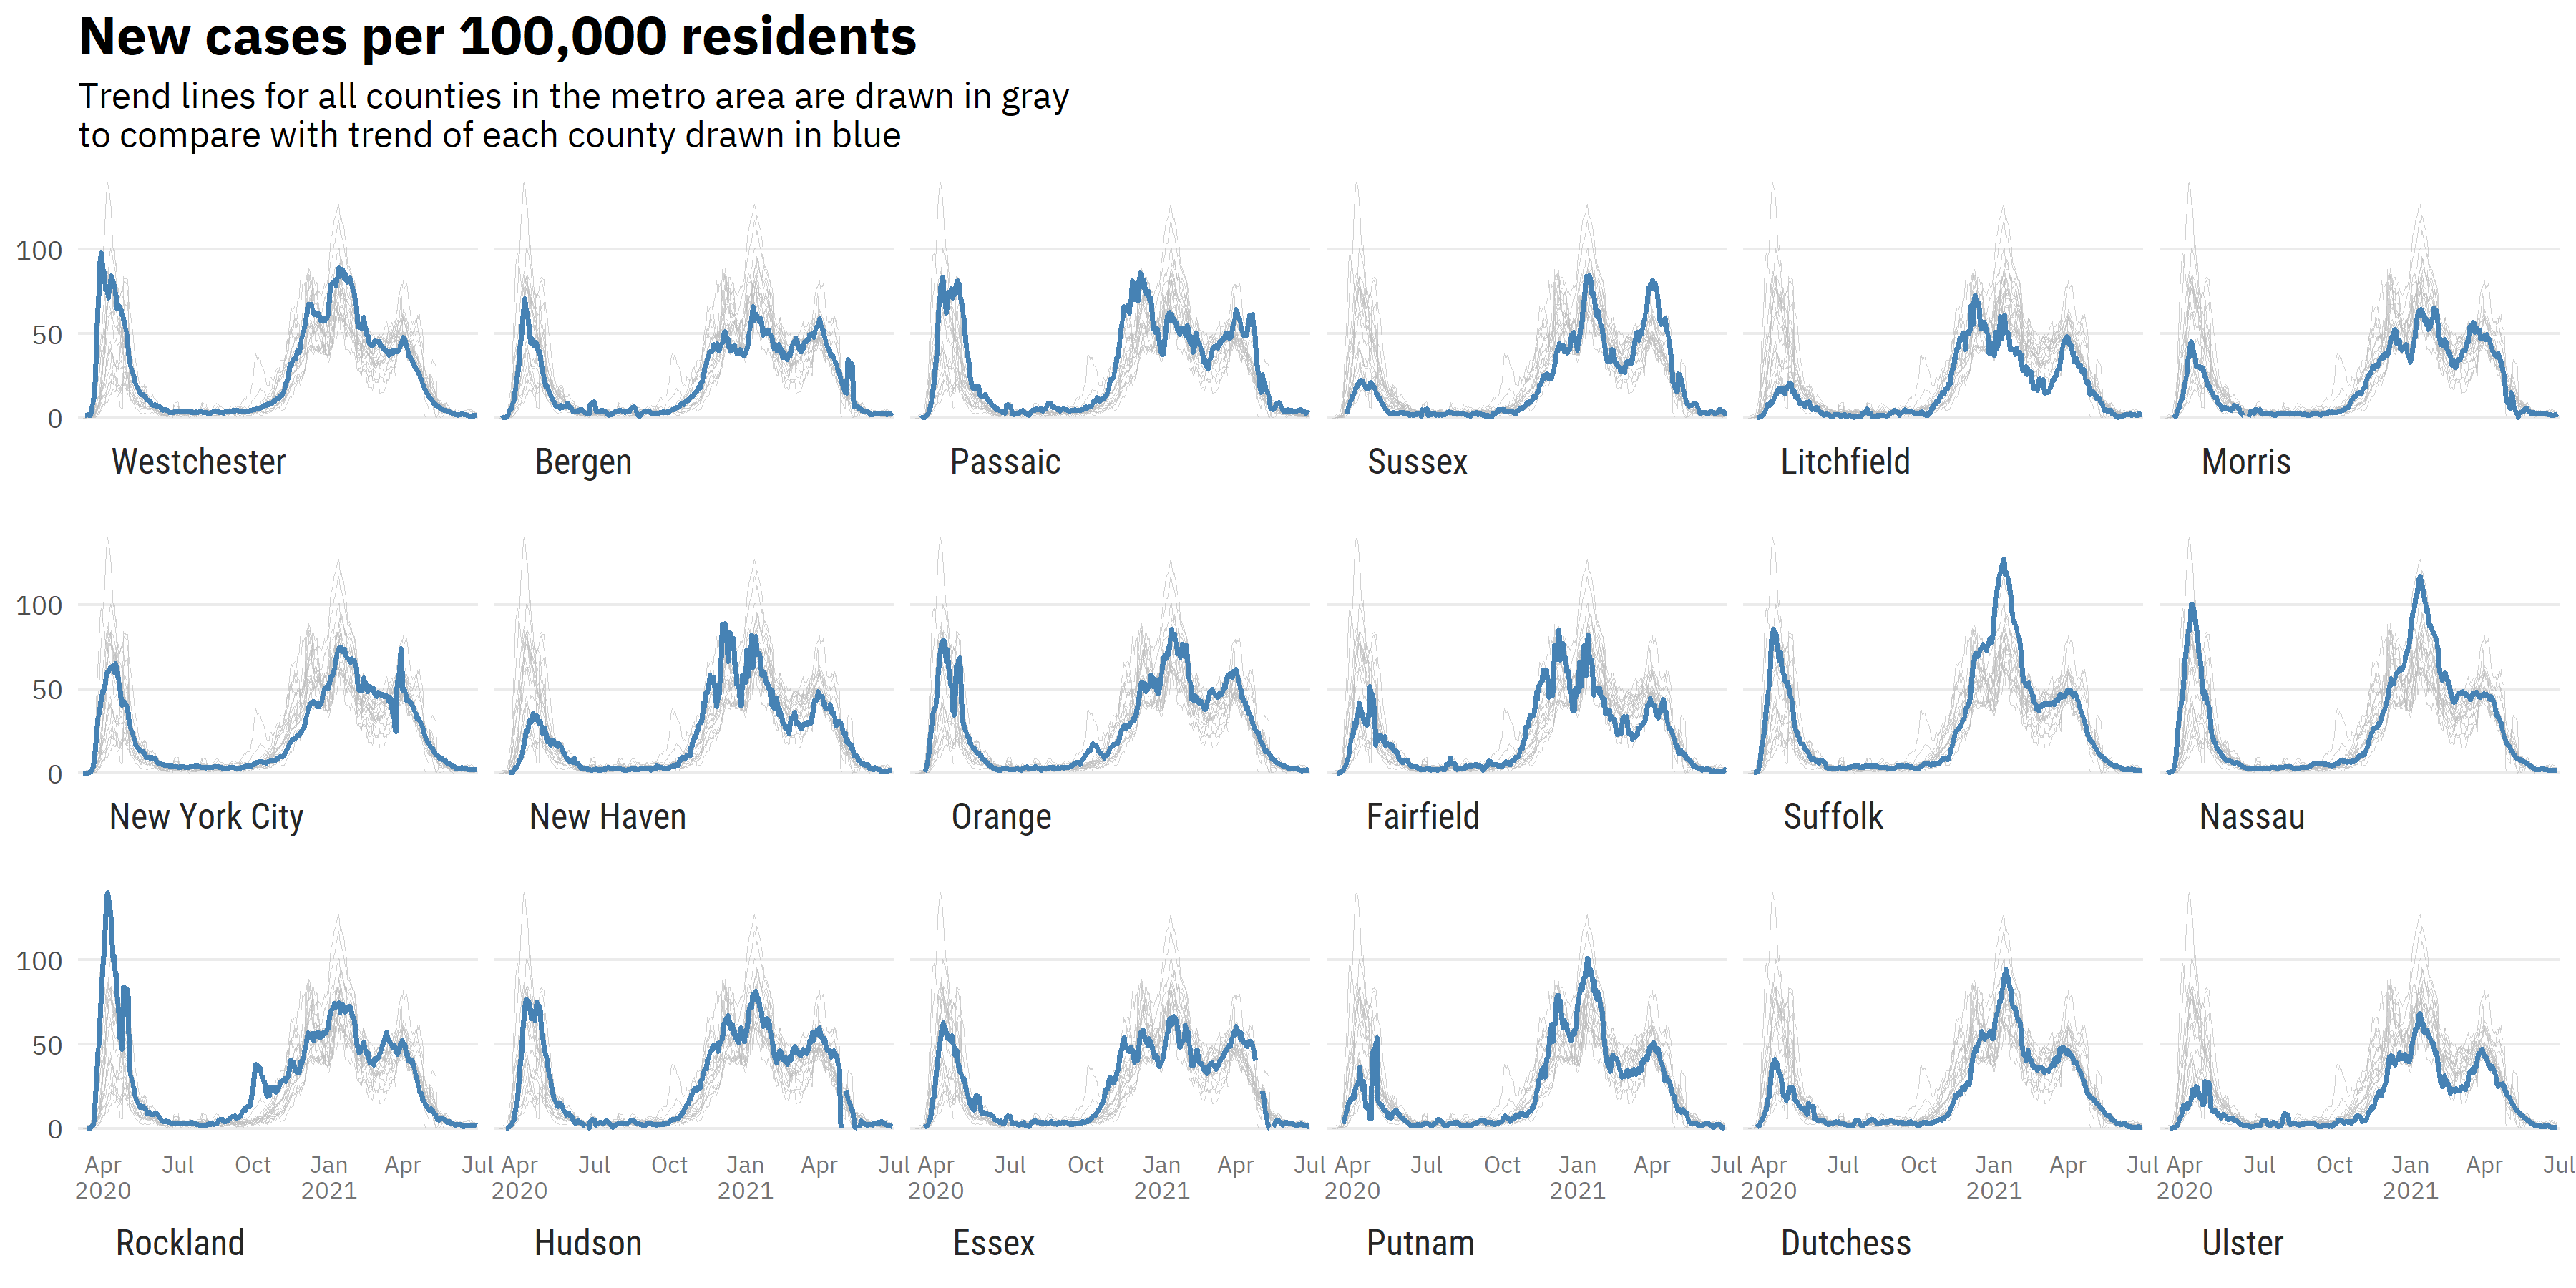 New cases per 100,000 residents
Trend lines for all counties in the metro area are drawn in gray
to compare with trend of each county drawn in blue
100
50
0
Westchester Bergen Passaic Sussex Litchfield Morris
100
50
0
New York City New Haven Orange Fairfield Suffolk Nassau
100
50
0
Apr Jul Oct Jan Apr Jul Apr Jul Oct Jan Apr Jul Apr Jul Oct Jan Apr Jul Apr Jul Oct Jan Apr Jul Apr Jul Oct Jan Apr Jul Apr Jul Oct Jan Apr Jul
2020 2021 2020 2021 2020 2021 2020 2021 2020 2021 2020 2021
Rockland Hudson Essex Putnam Dutchess Ulster